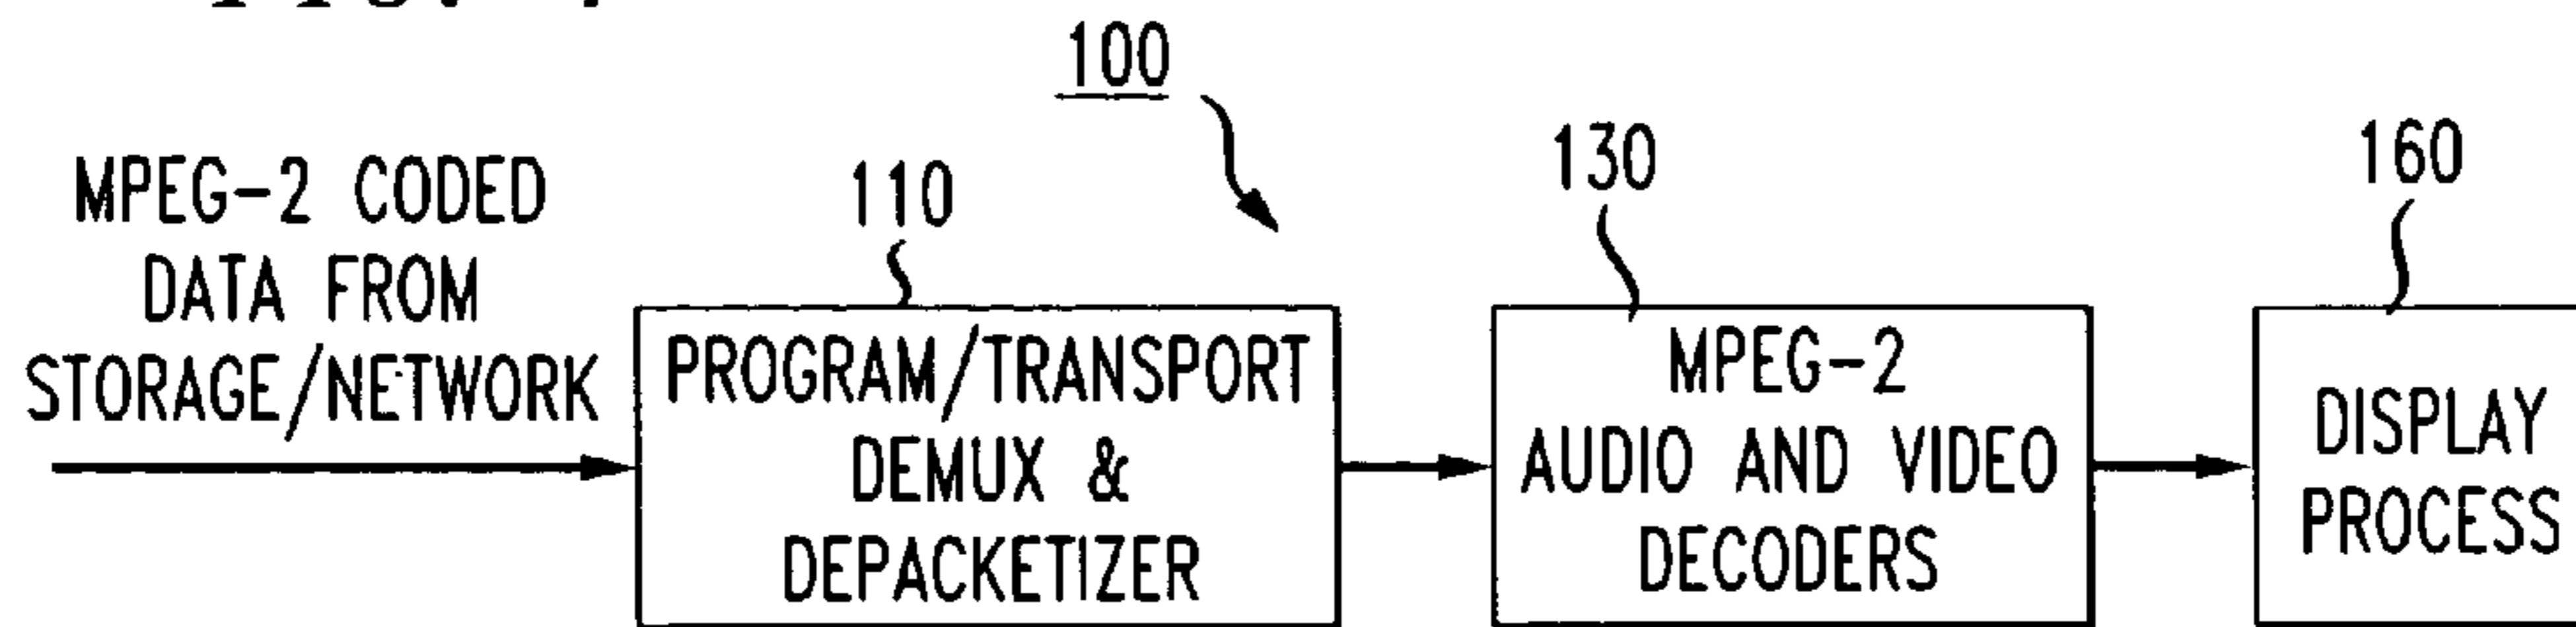 100
MPEG-2 CODED
DATA FROM
STORAGE/NETWORK
110
PROGRAM/TRANSPORT
DEMUX &
DEPACKETIZER
130
MPEG-2
AUDIO AND VIDEO
DECODERS
160
DISPLAY
PROCESS